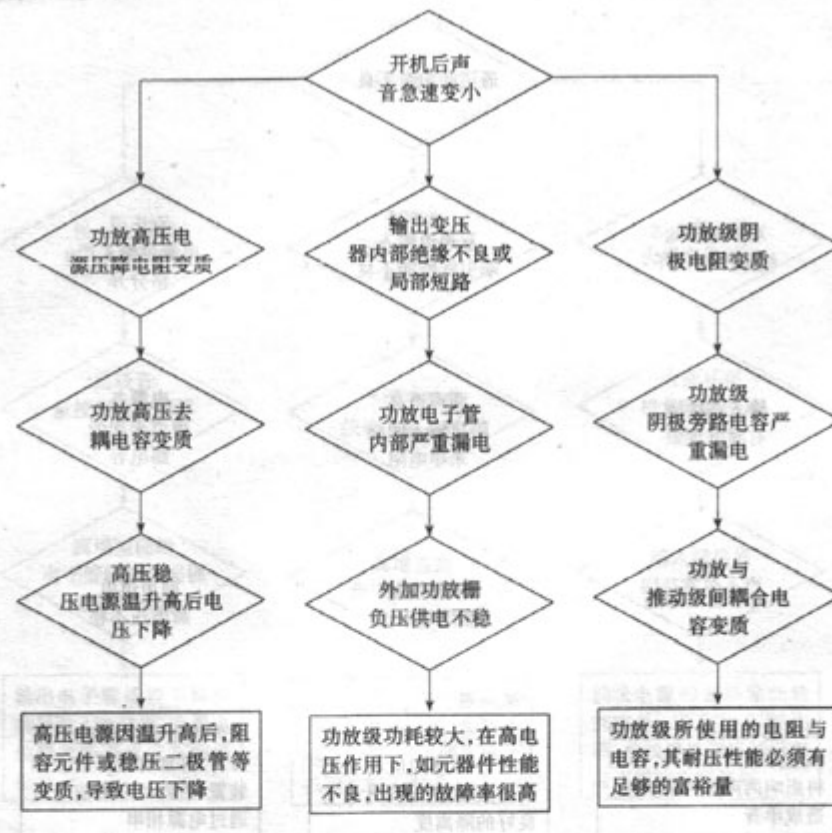 开机后声
音急速变小
功放高压电
源压降电阻变质
输出变压
器内部绝缘不良或
局部短路
功放级阴
极电阻变质
功放高压去
耦电容变质
功放电子管
内部严重漏电
功放级
阴极旁路电容严
重漏电
高压稳
压电源温升高后电
压下降
外加功放栅
负压供电不稳
功放与
推动级间耦合电
容变质
高压电源因温升高后,阻
容元件或稳压二极管等
变质,导致电压下降
功放级功耗较大,在高电
压作用下,如元器件性能
不良,出现的故障率很高
功放级所使用的电阻与
电容,其耐压性能必须有
足够的富裕量